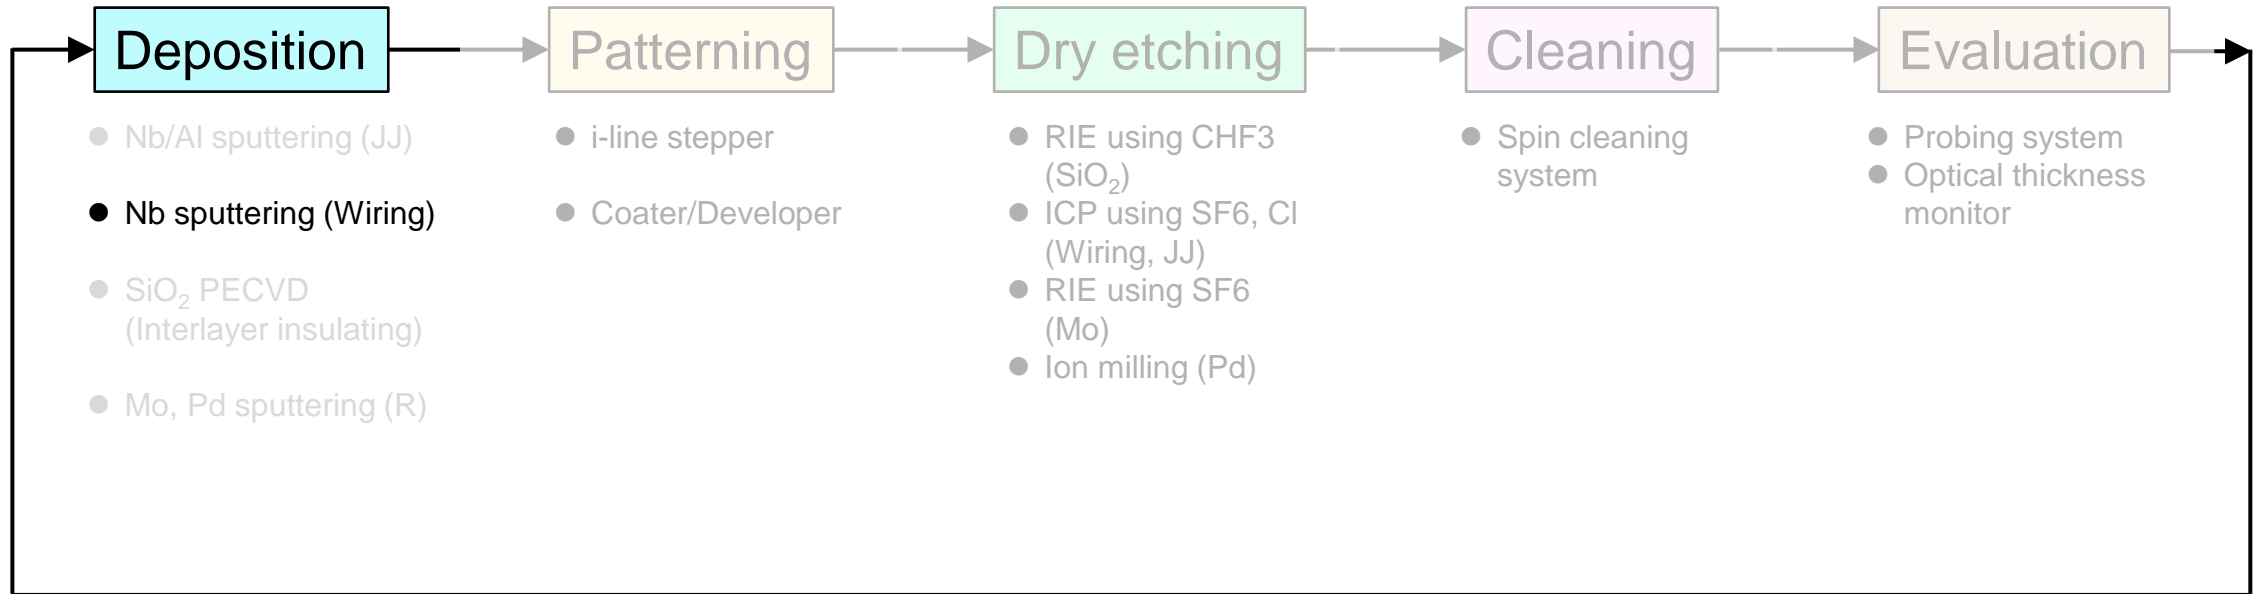 Deposition
Patterning
Dry etching
Cleaning
Evaluation
● Nb/Al sputtering (JJ)
● Nb sputtering (Wiring)
● SiO₂ PECVD
(Interlayer insulating)
● Mo, Pd sputtering (R)
● i-line stepper
● Coater/Developer
● RIE using CHF3
(SiO₂)
● ICP using SF6, Cl
(Wiring, JJ)
● RIE using SF6
(Mo)
● Ion milling (Pd)
● Spin cleaning
system
● Probing system
● Optical thickness
monitor